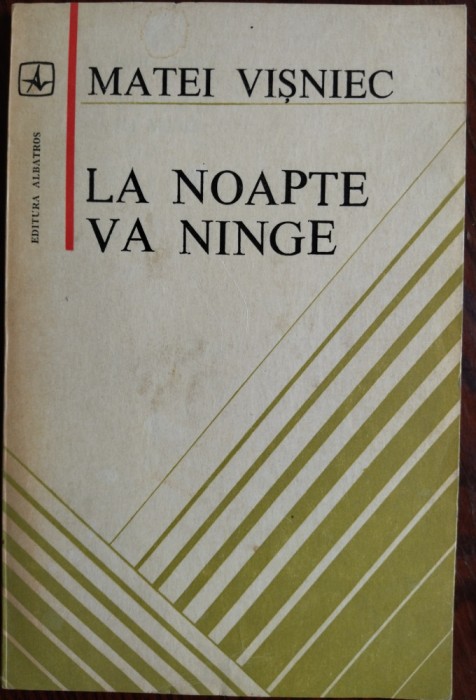 MATEI VIȘNIEC
EDITURA ALBATROS
LA NOAPTE
VA NINGE